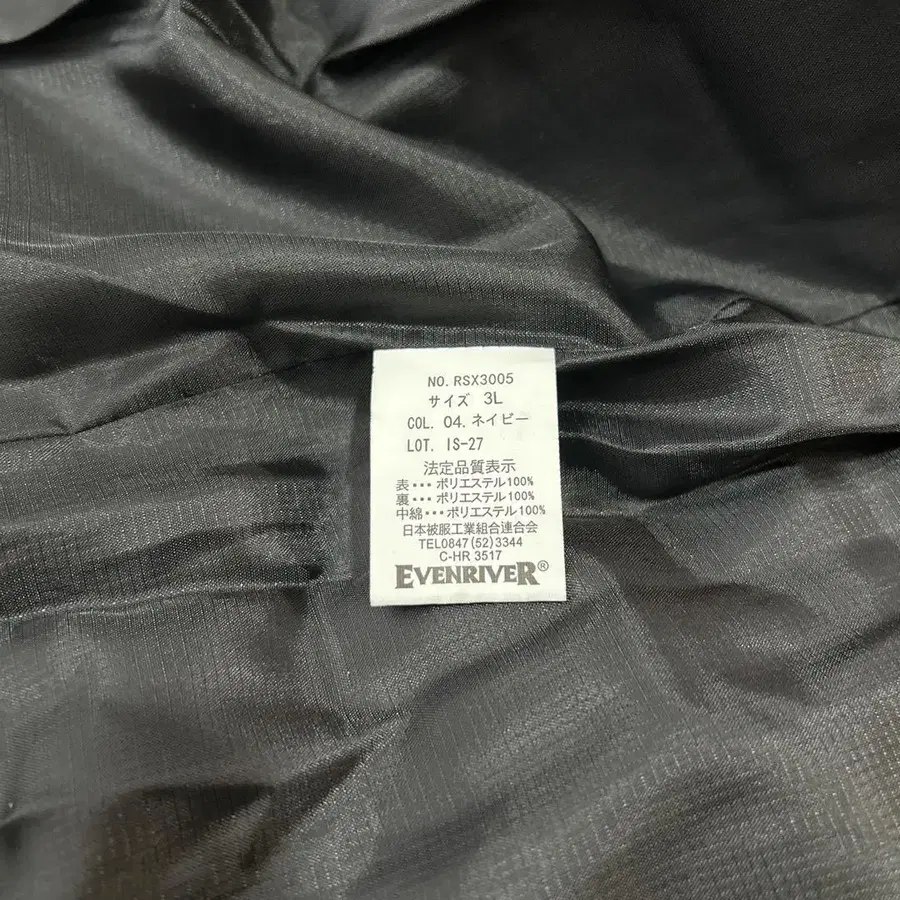 NO. RSX3005
サイズ 3L
COL. 04. ネイビー
LOT. IS-27
法定品質表示
表・・・ポリエステル100%
裏・・・ポリエステル100%
中綿・・・ポリエステル100%
日本被服工業組合連合会
TEL0847(52)3344
C-HR 3517
EVENRIVER®